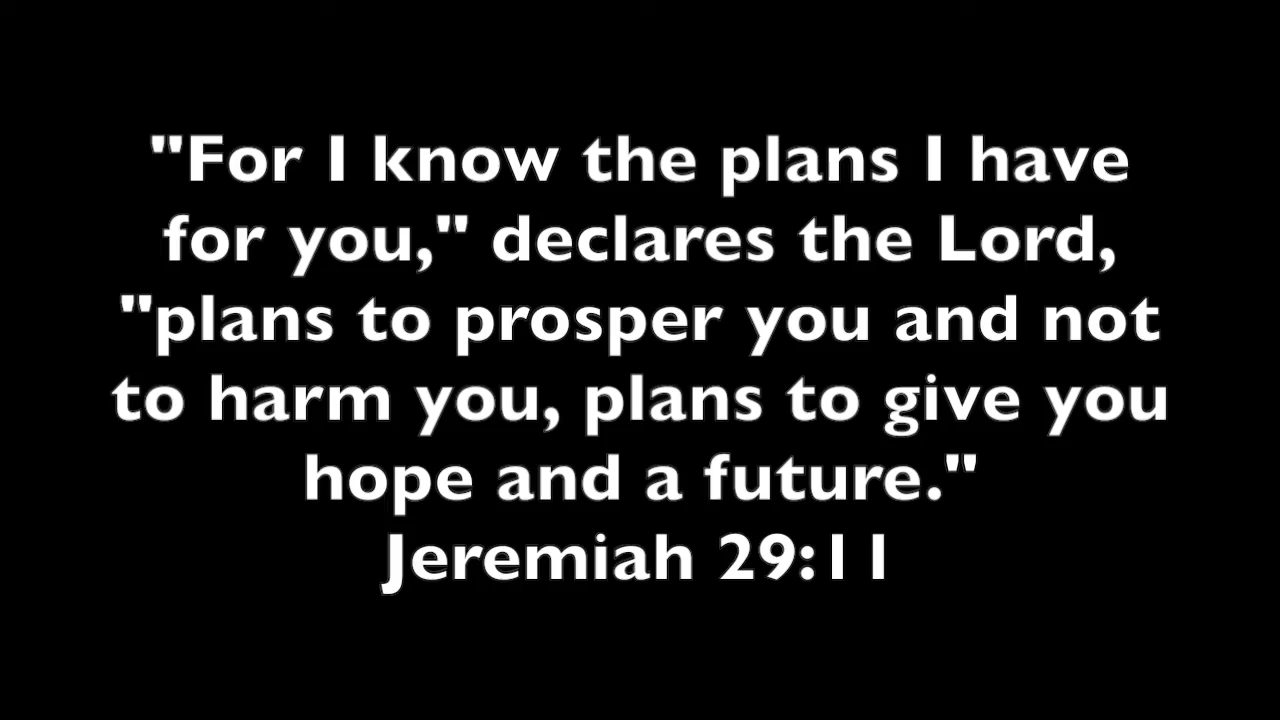 "For I know the plans I have
for you," declares the Lord,
"plans to prosper you and not
to harm you, plans to give you
hope and a future."
Jeremiah 29:11